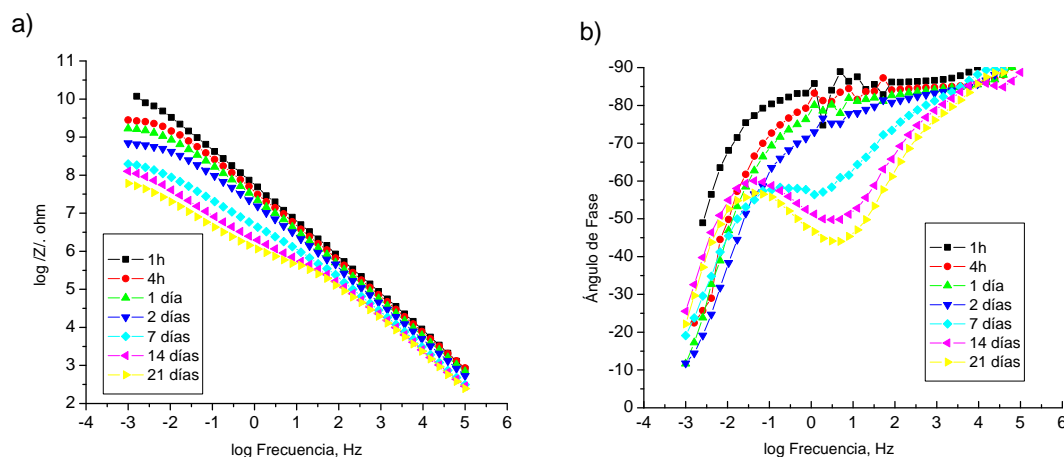 a)
log /Z/. ohm
11
10
9
8
7
6
5
4
3
2
1h
4h
1 día
2 días
7 días
14 días
21 días
-4 -3 -2 -1 0 1 2 3 4 5 6
log Frecuencia, Hz
b)
Ángulo de Fase
-90
-80
-70
-60
-50
-40
-30
-20
-10
0
1h
4h
1 día
2 días
7 días
14 días
21 días
-4 -3 -2 -1 0 1 2 3 4 5 6
log Frecuencia, Hz